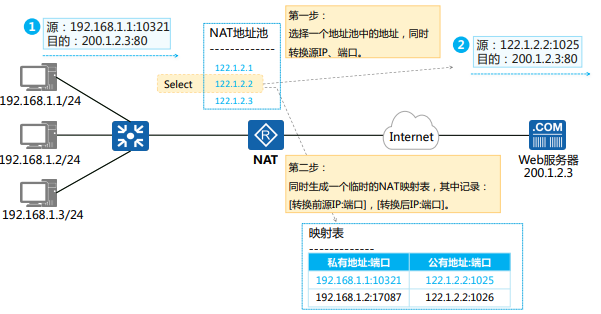 1
源：192.168.1.1:10321
目的：200.1.2.3:80
NAT地址池
122.1.2.1
Select
122.1.2.2
122.1.2.3
第一步：
选择一个地址池中的地址，同时
转换源IP、端口。
2
源：122.1.2.2:1025
目的：200.1.2.3:80
192.168.1.1/24
192.168.1.2/24
192.168.1.3/24
R
NAT
Internet
.COM
Web服务器
200.1.2.3
第二步：
同时生成一个临时的NAT映射表，其中记录：
[转换前源IP:端口]，[转换后IP:端口]。
映射表
私有地址:端口 公有地址:端口
192.168.1.1:10321 122.1.2.2:1025
192.168.1.2:17087 122.1.2.2:1026